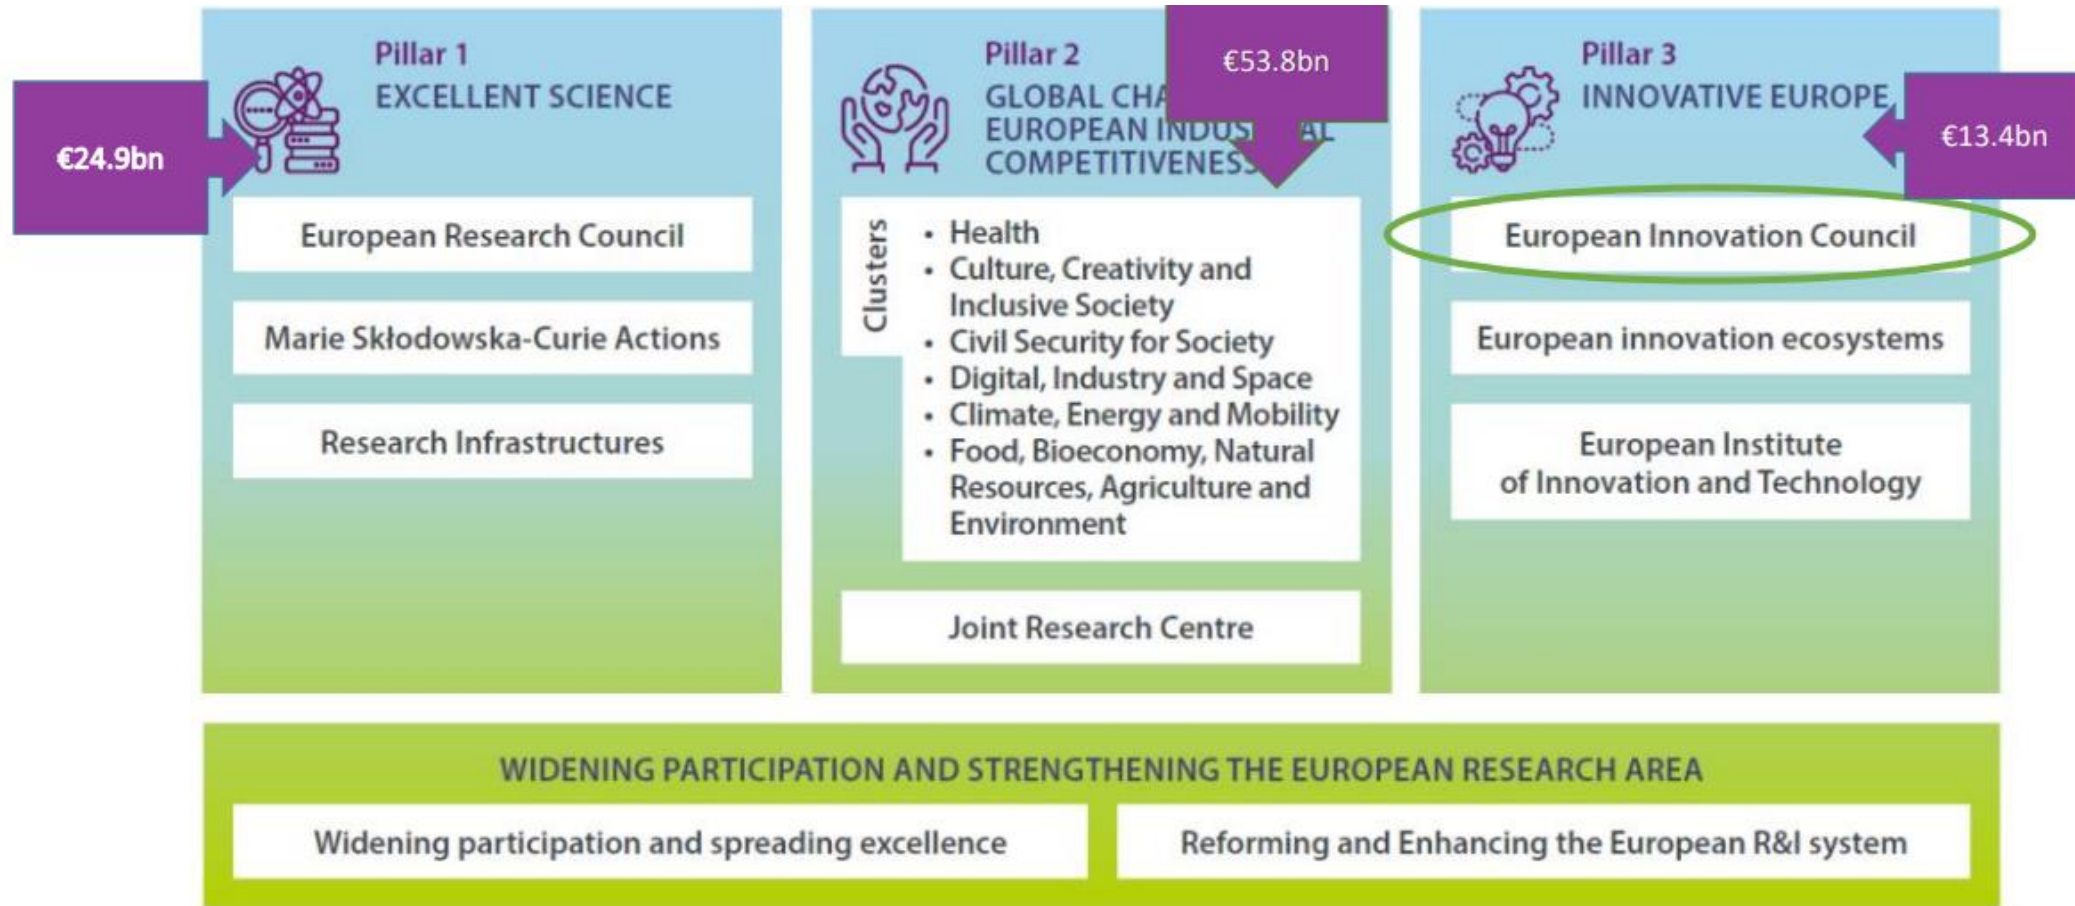 €24.9bn
Pillar 1
EXCELLENT SCIENCE
European Research Council
Marie Skłodowska-Curie Actions
Research Infrastructures
€53.8bn
Pillar 2
GLOBAL
EUROPEAN
COMPETITIVENESS
Clusters
• Health
• Culture, Creativity and
Inclusive Society
• Civil Security for Society
• Digital, Industry and Space
• Climate, Energy and Mobility
• Food, Bioeconomy, Natural
Resources, Agriculture and
Environment
Joint Research Centre
€13.4bn
Pillar 3
INNOVATIVE EUROPE
European Innovation Council
European innovation ecosystems
European Institute
of Innovation and Technology
WIDENING PARTICIPATION AND STRENGTHENING THE EUROPEAN RESEARCH AREA
Widening participation and spreading excellence
Reforming and Enhancing the European R&I system